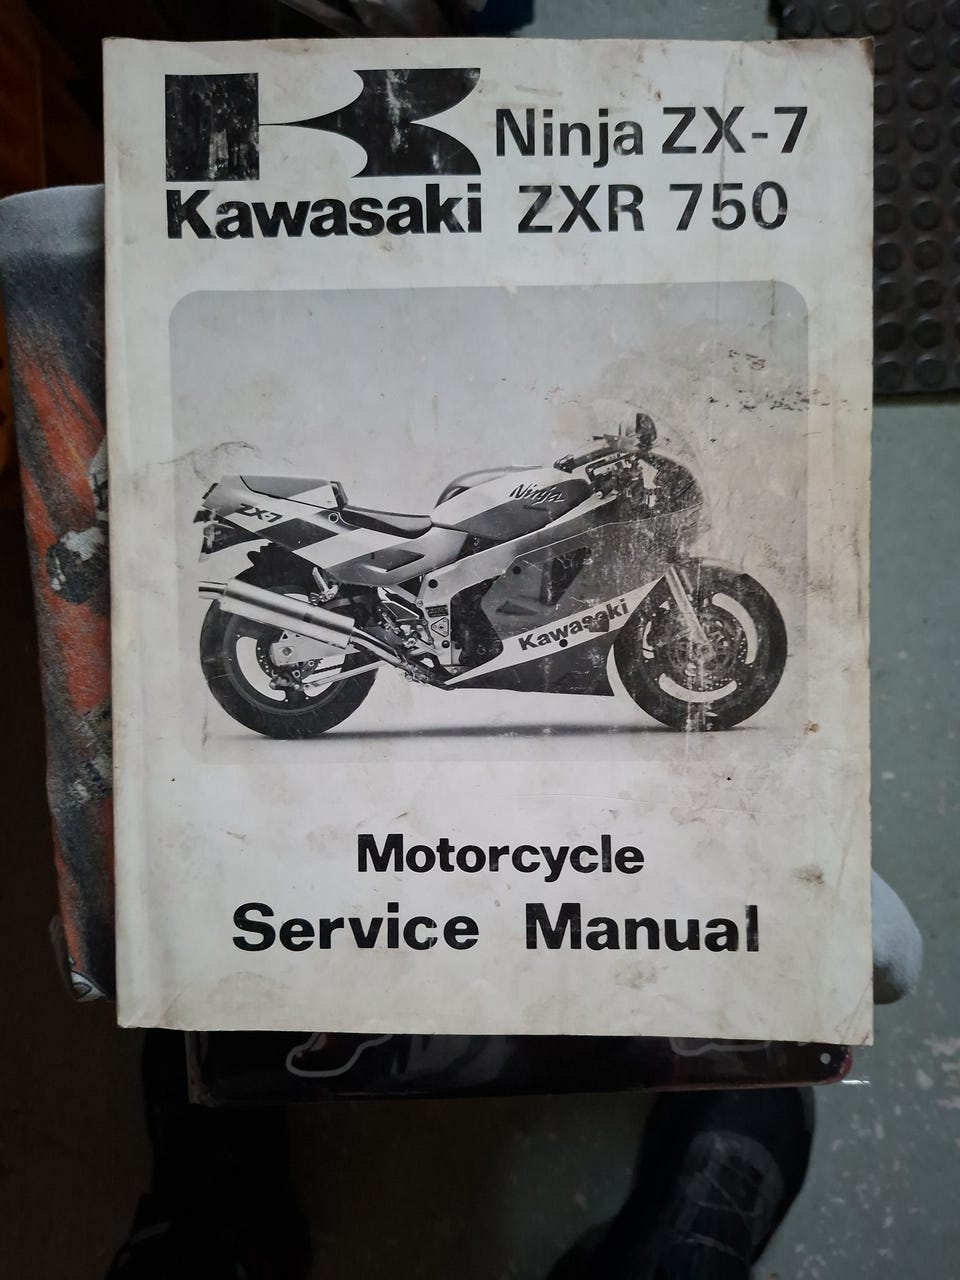 Ninja ZX-7
Kawasaki ZXR 750
Ninja
ZX-7
Kawasaki
Motorcycle
Service Manual